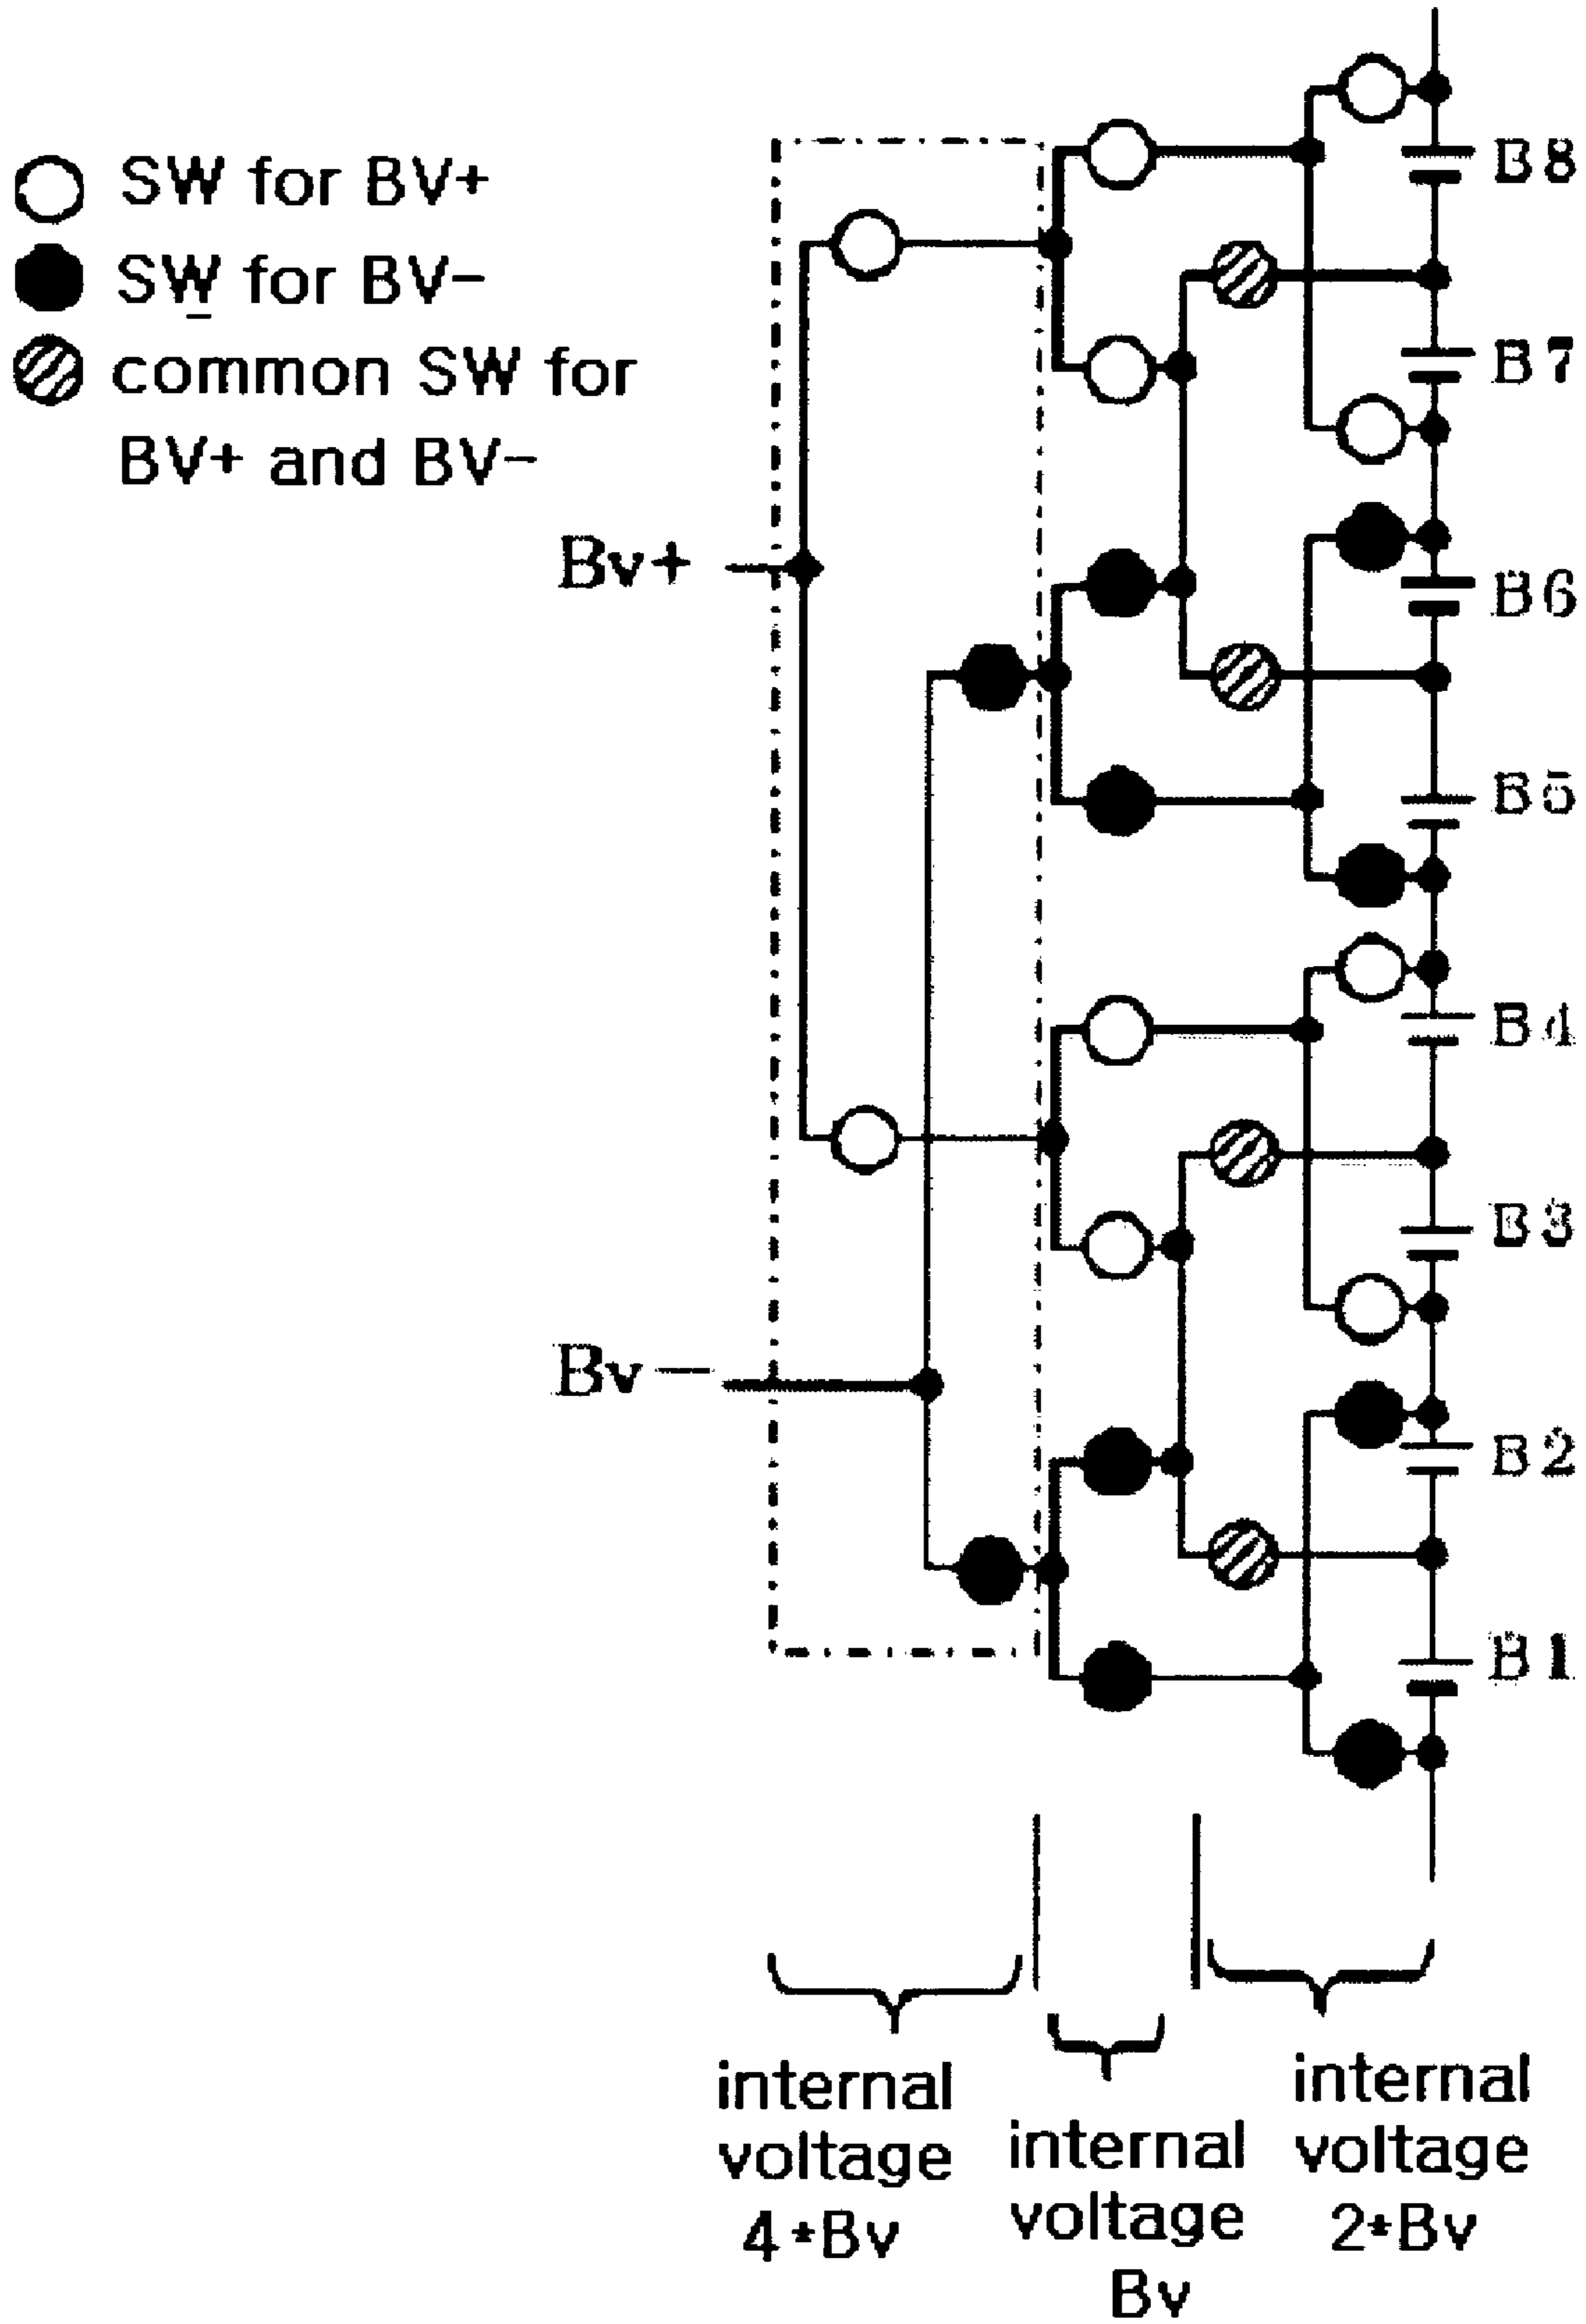 SW for BV+
SW for BV-
common SW for
BV+ and BV-
Bv+
Bv-
B8
B7
B6
B5
B4
B3
B2
B1
internal
voltage
4*Bv
internal
voltage
Bv
internal
voltage
2*Bv